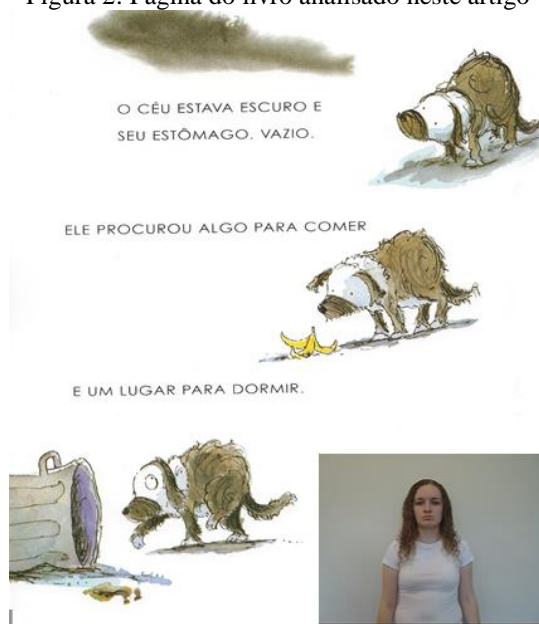 Figura 2: Página do livro analisado neste artigo
O CÉU ESTAVA ESCURO E
SEU ESTÔMAGO, VAZIO.
ELE PROCUROU ALGO PARA COMER
E UM LUGAR PARA DORMIR.